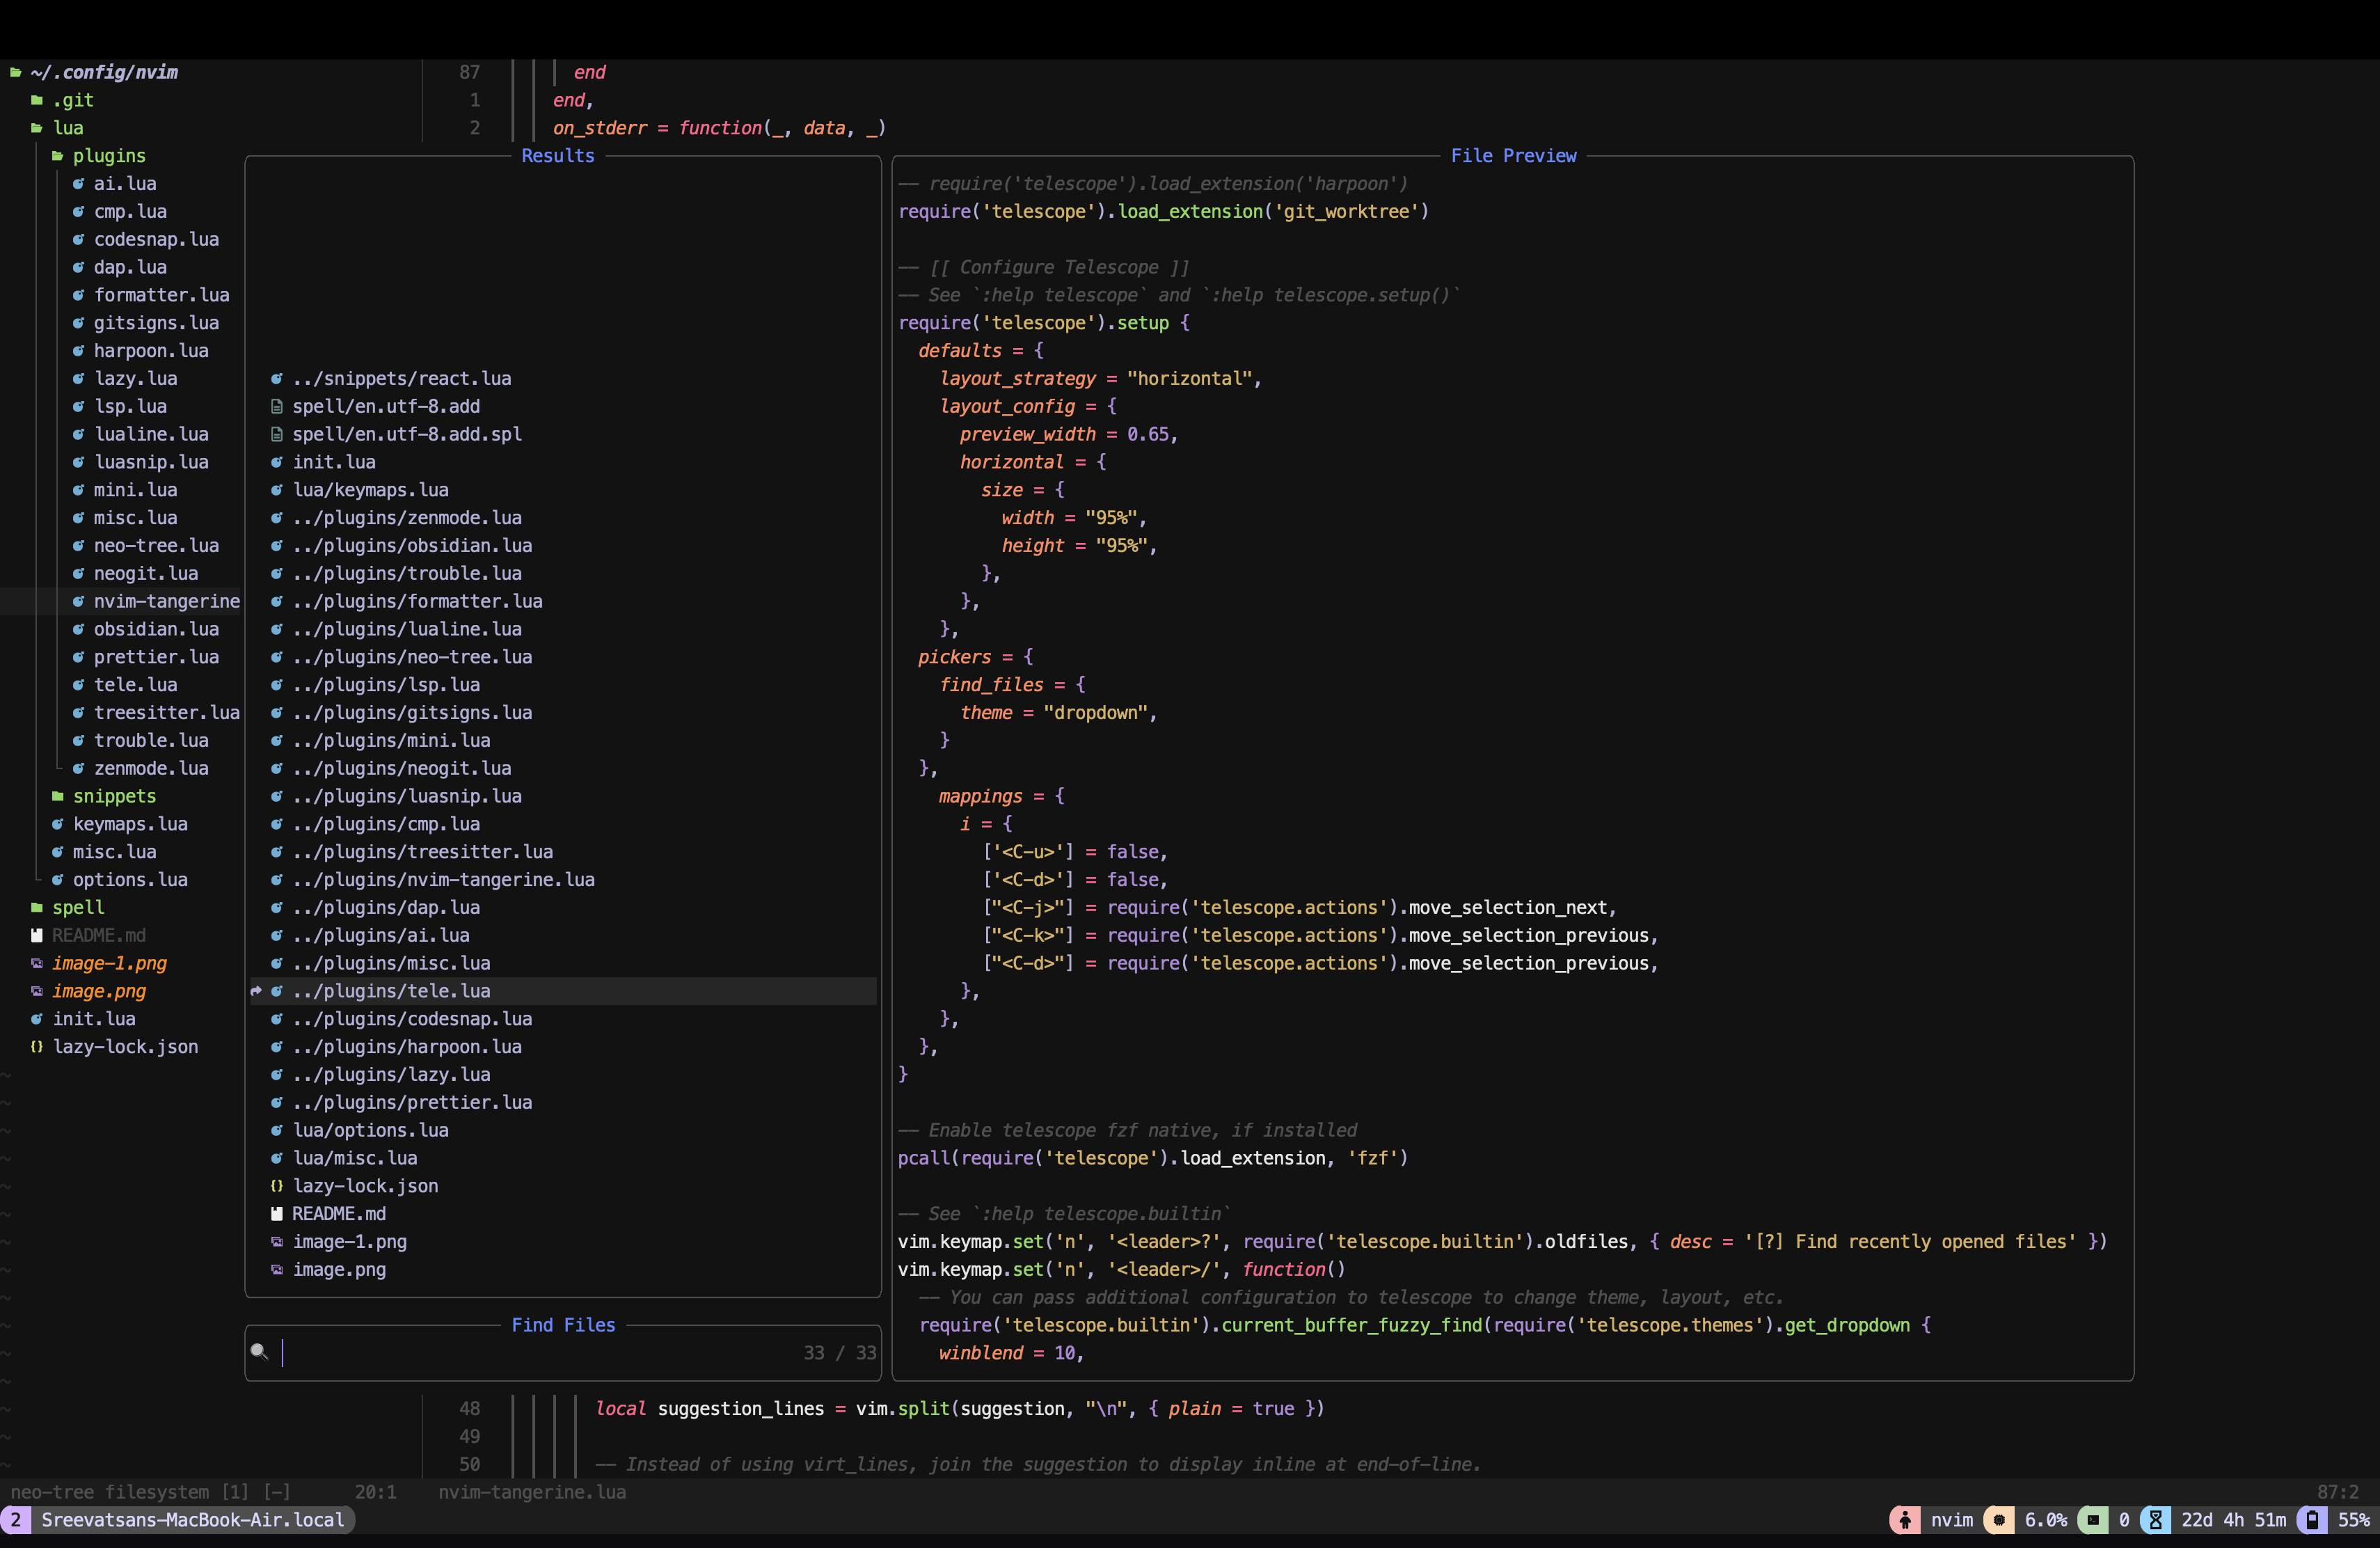 ~/.config/nvim
.git
lua
plugins
ai.lua
cmp.lua
codesnap.lua
dap.lua
formatter.lua
gitsigns.lua
harpoon.lua
lazy.lua
lsp.lua
lualine.lua
luasnip.lua
mini.lua
misc.lua
neo-tree.lua
neogit.lua
nvim-tangerine
obsidian.lua
prettier.lua
tele.lua
treesitter.lua
trouble.lua
zenmode.lua
snippets
keymaps.lua
misc.lua
options.lua
spell
README.md
image-1.png
image.png
init.lua
lazy-lock.json
87 end
1 end,
2 on_stderr = function(_, data, _)
Results
../snippets/react.lua
spell/en.utf-8.add
spell/en.utf-8.add.spl
init.lua
lua/keymaps.lua
../plugins/zenmode.lua
../plugins/obsidian.lua
../plugins/trouble.lua
../plugins/formatter.lua
../plugins/lualine.lua
../plugins/neo-tree.lua
../plugins/lsp.lua
../plugins/gitsigns.lua
../plugins/mini.lua
../plugins/neogit.lua
../plugins/luasnip.lua
../plugins/cmp.lua
../plugins/treesitter.lua
../plugins/nvim-tangerine.lua
../plugins/dap.lua
../plugins/ai.lua
../plugins/misc.lua
../plugins/tele.lua
../plugins/codesnap.lua
../plugins/harpoon.lua
../plugins/lazy.lua
../plugins/prettier.lua
lua/options.lua
lua/misc.lua
lazy-lock.json
README.md
image-1.png
image.png
Find Files
33 / 33
File Preview
-- require('telescope').load_extension('harpoon')
require('telescope').load_extension('git_worktree')
-- [[ Configure Telescope ]]
-- See `:help telescope` and `:help telescope.setup()`
require('telescope').setup {
defaults = {
layout_strategy = "horizontal",
layout_config = {
preview_width = 0.65,
horizontal = {
size = {
width = "95%",
height = "95%",
},
},
},
pickers = {
find_files = {
theme = "dropdown",
}
},
mappings = {
i = {
['<C-u>'] = false,
['<C-d>'] = false,
["<C-j>"] = require('telescope.actions').move_selection_next,
["<C-k>"] = require('telescope.actions').move_selection_previous,
["<C-d>"] = require('telescope.actions').move_selection_previous,
},
},
},
}
-- Enable telescope fzf native, if installed
pcall(require('telescope').load_extension, 'fzf')
-- See `:help telescope.builtin`
vim.keymap.set('n', '<leader>?', require('telescope.builtin').oldfiles, { desc = '[?] Find recently opened files' })
vim.keymap.set('n', '<leader>/', function()
-- You can pass additional configuration to telescope to change theme, layout, etc.
require('telescope.builtin').current_buffer_fuzzy_find(require('telescope.themes').get_dropdown {
winblend = 10,
48 local suggestion_lines = vim.split(suggestion, "\n", { plain = true })
49
50 -- Instead of using virt_lines, join the suggestion to display inline at end-of-line.
neo-tree filesystem [1] [-] 20:1 nvim-tangerine.lua 87:2
2 Sreevatsans-MacBook-Air.local nvim 6.0% 0 22d 4h 51m 55%